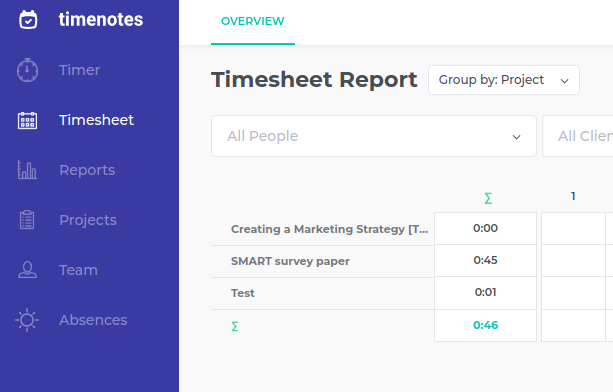 timenotes
Timer
Timesheet
Reports
Projects
Team
Absences
OVERVIEW
Timesheet Report
Group by: Project
All People
All Clien
Σ 1
Creating a Marketing Strategy [T... 0:00
SMART survey paper 0:45
Test 0:01
Σ 0:46